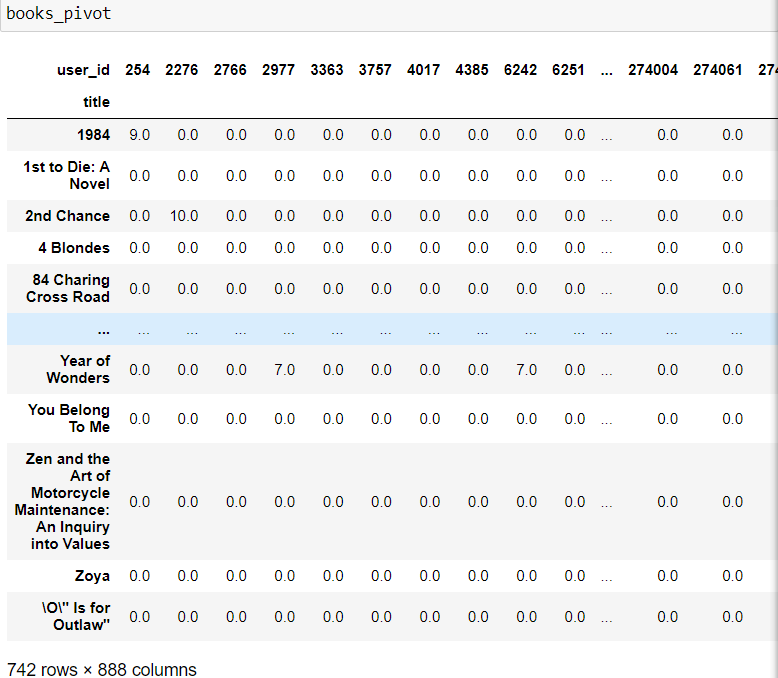 books_pivot
user_id 254 2276 2766 2977 3363 3757 4017 4385 6242 6251 ... 274004 274061 274
title
1984 9.0 0.0 0.0 0.0 0.0 0.0 0.0 0.0 0.0 0.0 ... 0.0 0.0
1st to Die: A
Novel 0.0 0.0 0.0 0.0 0.0 0.0 0.0 0.0 0.0 0.0 ... 0.0 0.0
2nd Chance 0.0 10.0 0.0 0.0 0.0 0.0 0.0 0.0 0.0 0.0 ... 0.0 0.0
4 Blondes 0.0 0.0 0.0 0.0 0.0 0.0 0.0 0.0 0.0 0.0 ... 0.0 0.0
84 Charing
Cross Road 0.0 0.0 0.0 0.0 0.0 0.0 0.0 0.0 0.0 0.0 ... 0.0 0.0
... ... ... ... ... ... ... ... ... ... ... ... ... ...
Year of
Wonders 0.0 0.0 0.0 7.0 0.0 0.0 0.0 0.0 7.0 0.0 ... 0.0 0.0
You Belong
To Me 0.0 0.0 0.0 0.0 0.0 0.0 0.0 0.0 0.0 0.0 ... 0.0 0.0
Zen and the
Art of
Motorcycle
Maintenance: 0.0 0.0 0.0 0.0 0.0 0.0 0.0 0.0 0.0 0.0 ... 0.0 0.0
An Inquiry
into Values
Zoya 0.0 0.0 0.0 0.0 0.0 0.0 0.0 0.0 0.0 0.0 ... 0.0 0.0
\O\" Is for
Outlaw" 0.0 0.0 0.0 0.0 0.0 0.0 0.0 0.0 0.0 0.0 ... 0.0 0.0
742 rows × 888 columns